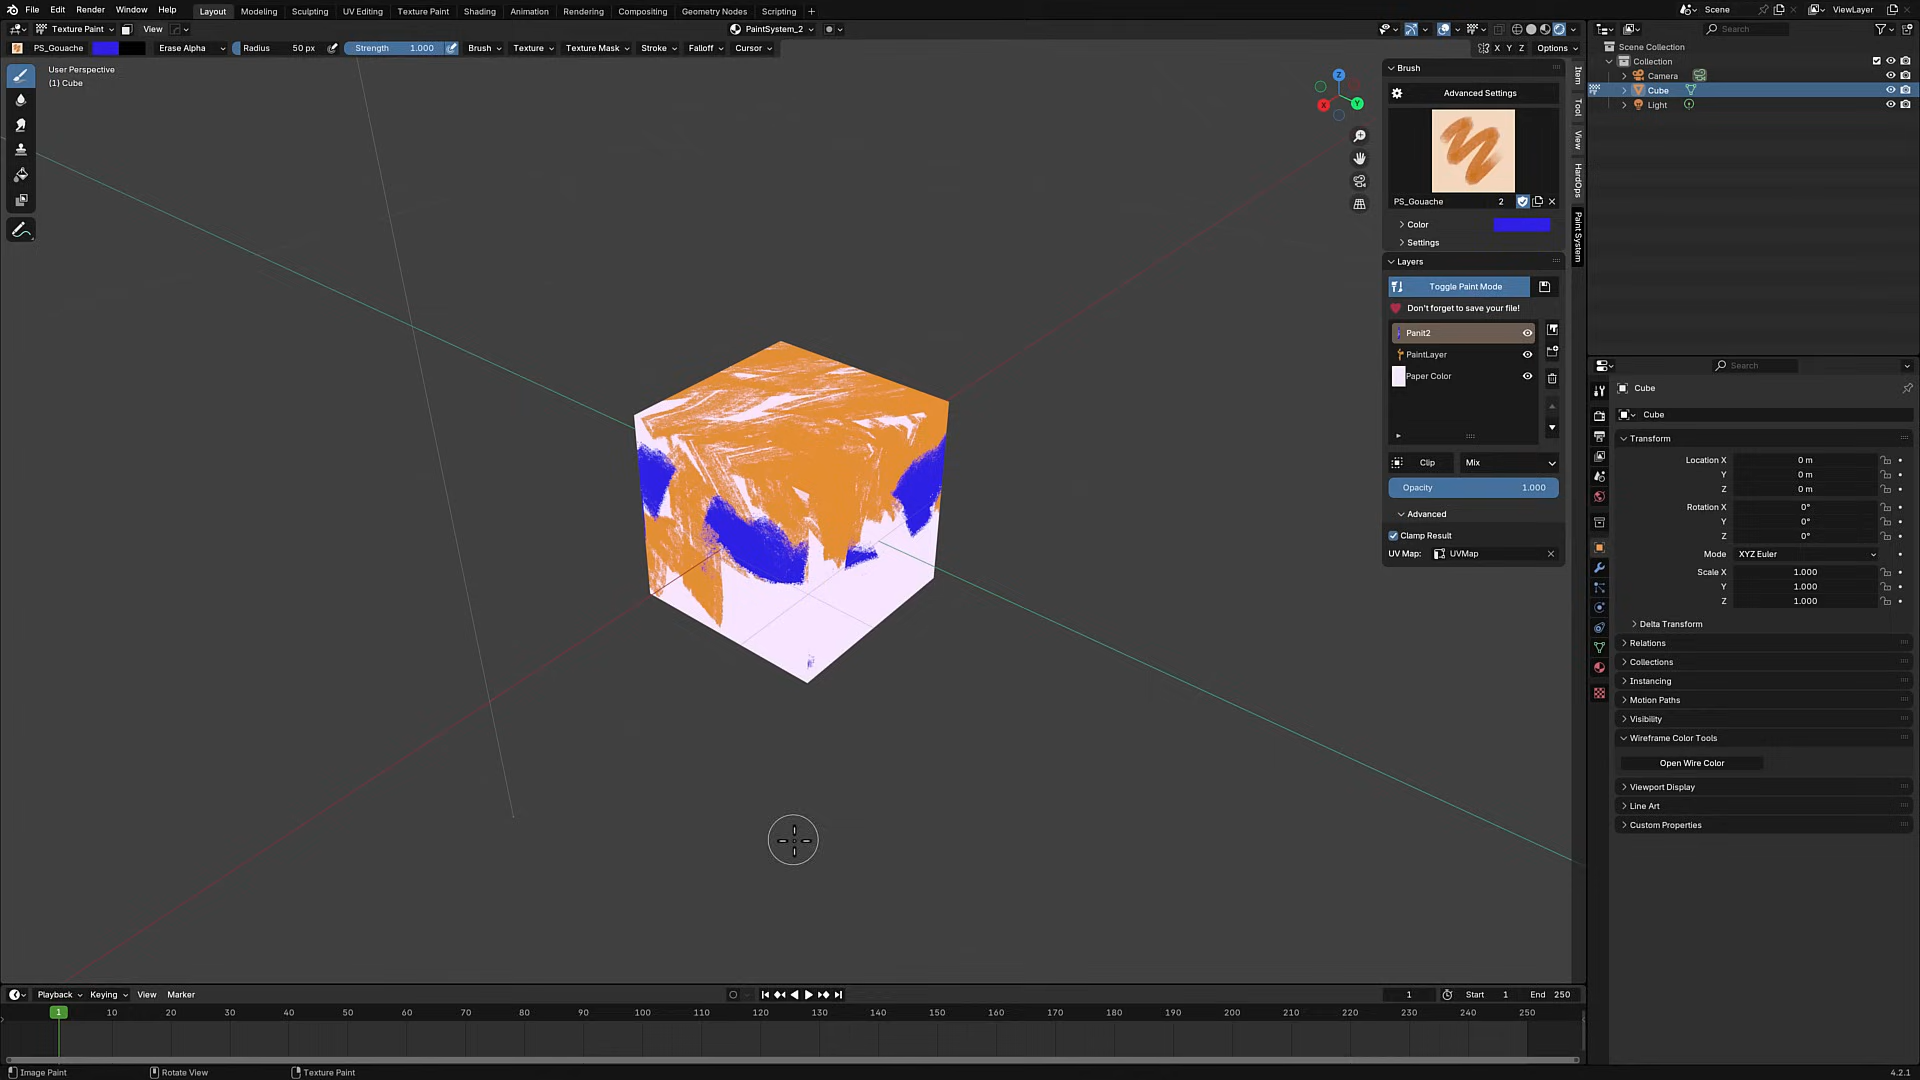 File Edit Render Window Help Layout Modeling Sculpting UV Editing Texture Paint Shading Animation Rendering Compositing Geometry Nodes Scripting + Scene ViewLayer
Texture Paint View PaintSystem_2 Search
PS_Gouache Erase Alpha Radius 50 px Strength 1.000 Brush Texture Texture Mask Stroke Falloff Cursor X Y Z Options
User Perspective
(1) Cube
Z
X
Y
Brush
Advanced Settings
PS_Gouache 2
Color
Settings
Layers
Toggle Paint Mode
Don't forget to save your file!
Panit2
PaintLayer
Paper Color
Clip Mix
Opacity 1.000
Advanced
Clamp Result
UV Map: UVMap
Item
Tool
View
HardOps
Paint System
Scene Collection
Collection
Camera
Cube
Light
Search
Cube
Cube
Transform
Location X 0 m
Y 0 m
Z 0 m
Rotation X 0°
Y 0°
Z 0°
Mode XYZ Euler
Scale X 1.000
Y 1.000
Z 1.000
Delta Transform
Relations
Collections
Instancing
Motion Paths
Visibility
Wireframe Color Tools
Open Wire Color
Viewport Display
Line Art
Custom Properties
Playback Keying View Marker 1 Start 1 End 250
1 10 20 30 40 50 60 70 80 90 100 110 120 130 140 150 160 170 180 190 200 210 220 230 240 250
Image Paint Rotate View Texture Paint 4.2.1